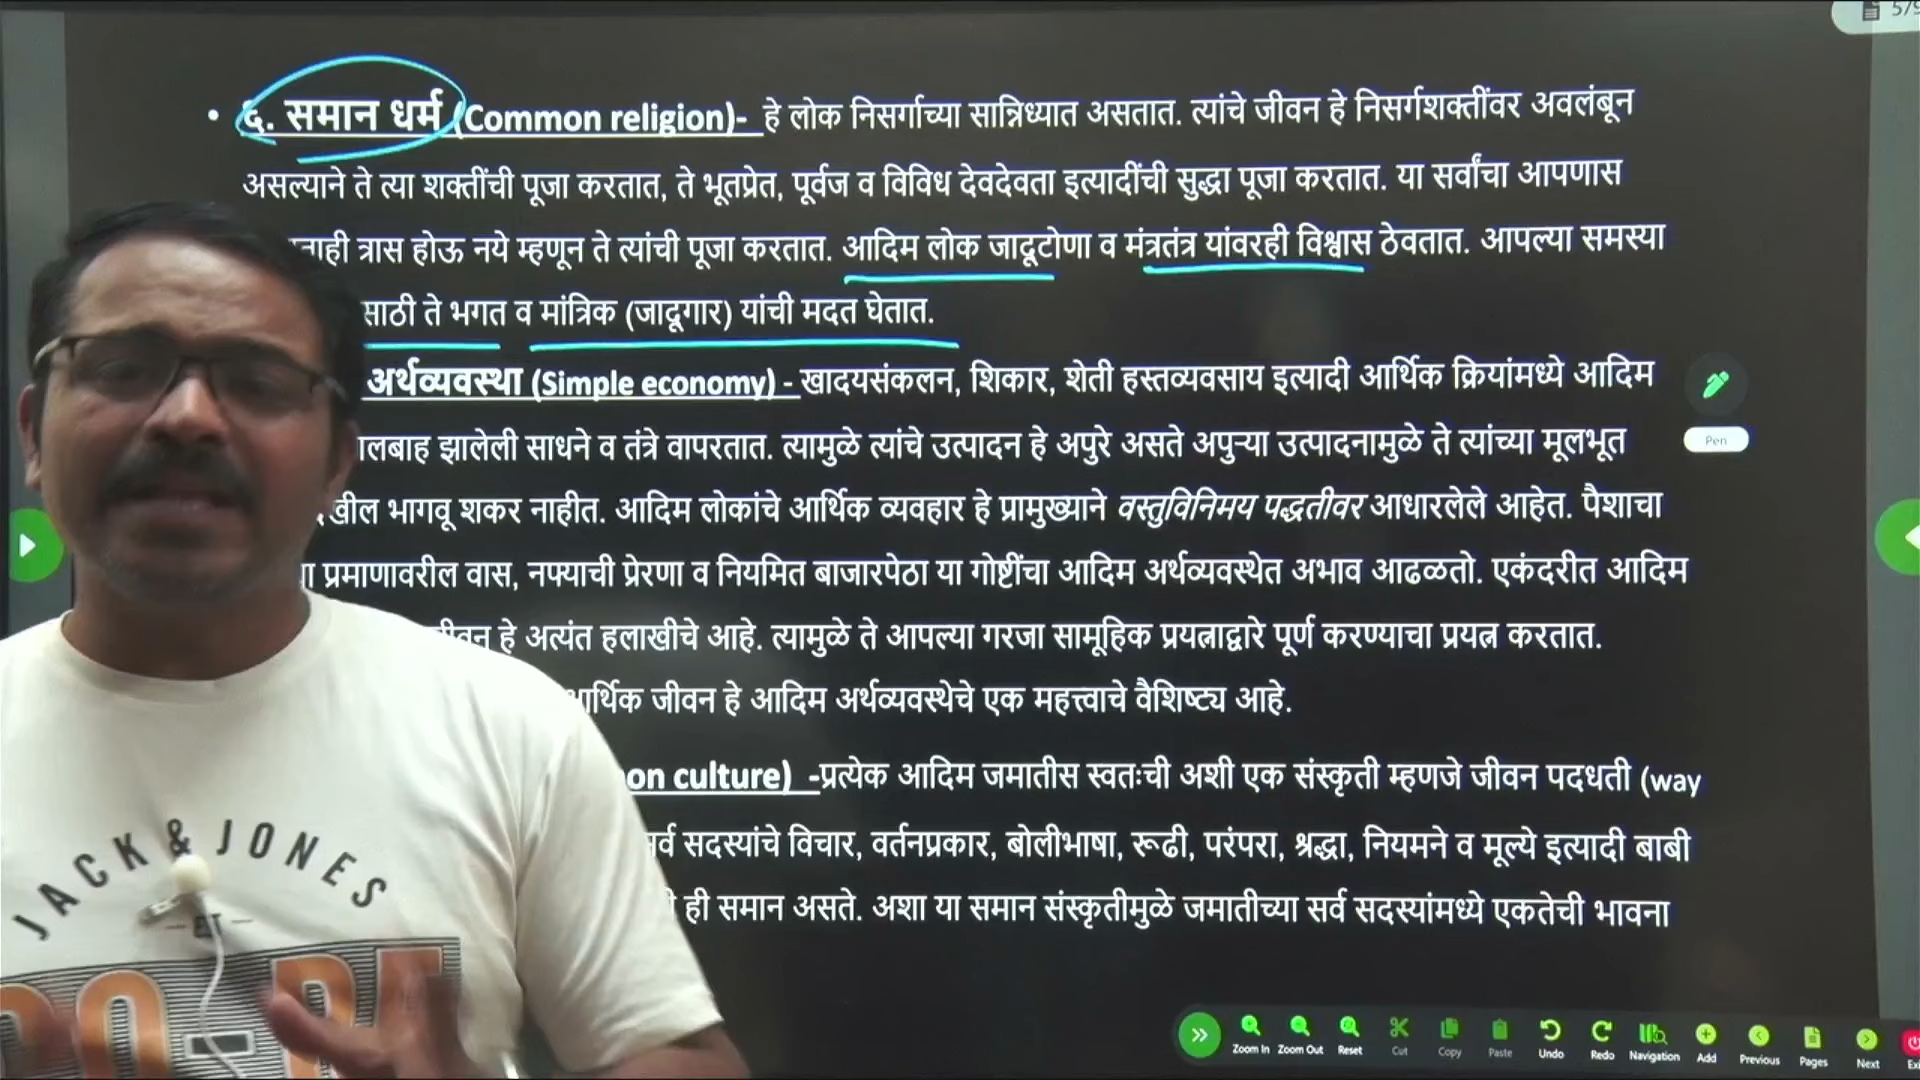 5/9
• ६. समान धर्म (Common religion)- हे लोक निसर्गाच्या सान्निध्यात असतात. त्यांचे जीवन हे निसर्गशक्तींवर अवलंबून
असल्याने ते त्या शक्तींची पूजा करतात, ते भूतप्रेत, पूर्वज व विविध देवदेवता इत्यादींची सुद्धा पूजा करतात. या सर्वांचा आपणास
त्रास होऊ नये म्हणून ते त्यांची पूजा करतात. आदिम लोक जादूटोणा व मंत्रतंत्र यांवरही विश्वास ठेवतात. आपल्या समस्या
साठी ते भगत व मांत्रिक (जादूगार) यांची मदत घेतात.
अर्थव्यवस्था (Simple economy) - खादयसंकलन, शिकार, शेती हस्तव्यवसाय इत्यादी आर्थिक क्रियांमध्ये आदिम
झालेली साधने व तंत्रे वापरतात. त्यामुळे त्यांचे उत्पादन हे अपुरे असते अपुऱ्या उत्पादनामुळे ते त्यांच्या मूलभूत
भागवू शकर नाहीत. आदिम लोकांचे आर्थिक व्यवहार हे प्रामुख्याने वस्तुविनिमय पद्धतीवर आधारलेले आहेत. पैशाचा
प्रमाणावरील वास, नफ्याची प्रेरणा व नियमित बाजारपेठा या गोष्टींचा आदिम अर्थव्यवस्थेत अभाव आढळतो. एकंदरीत आदिम
हे अत्यंत हलाखीचे आहे. त्यामुळे ते आपल्या गरजा सामूहिक प्रयत्नाद्वारे पूर्ण करण्याचा प्रयत्न करतात.
जीवन हे आदिम अर्थव्यवस्थेचे एक महत्त्वाचे वैशिष्ट्य आहे.
culture) -प्रत्येक आदिम जमातीस स्वतःची अशी एक संस्कृती म्हणजे जीवन पदधती (way
सदस्यांचे विचार, वर्तनप्रकार, बोलीभाषा, रूढी, परंपरा, श्रद्धा, नियमने व मूल्ये इत्यादी बाबी
ही समान असते. अशा या समान संस्कृतीमुळे जमातीच्या सर्व सदस्यांमध्ये एकतेची भावना
Pen
JACK & JONES
Zoom In Zoom Out Reset Cut Copy Paste Undo Redo Navigation Add Previous Pages Next